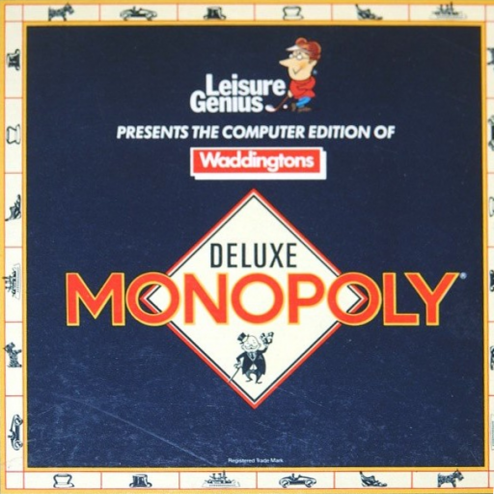 Leisure
Genius
PRESENTS THE COMPUTER EDITION OF
Waddingtons
DELUXE
MONOPOLY®
Registered Trade Mark